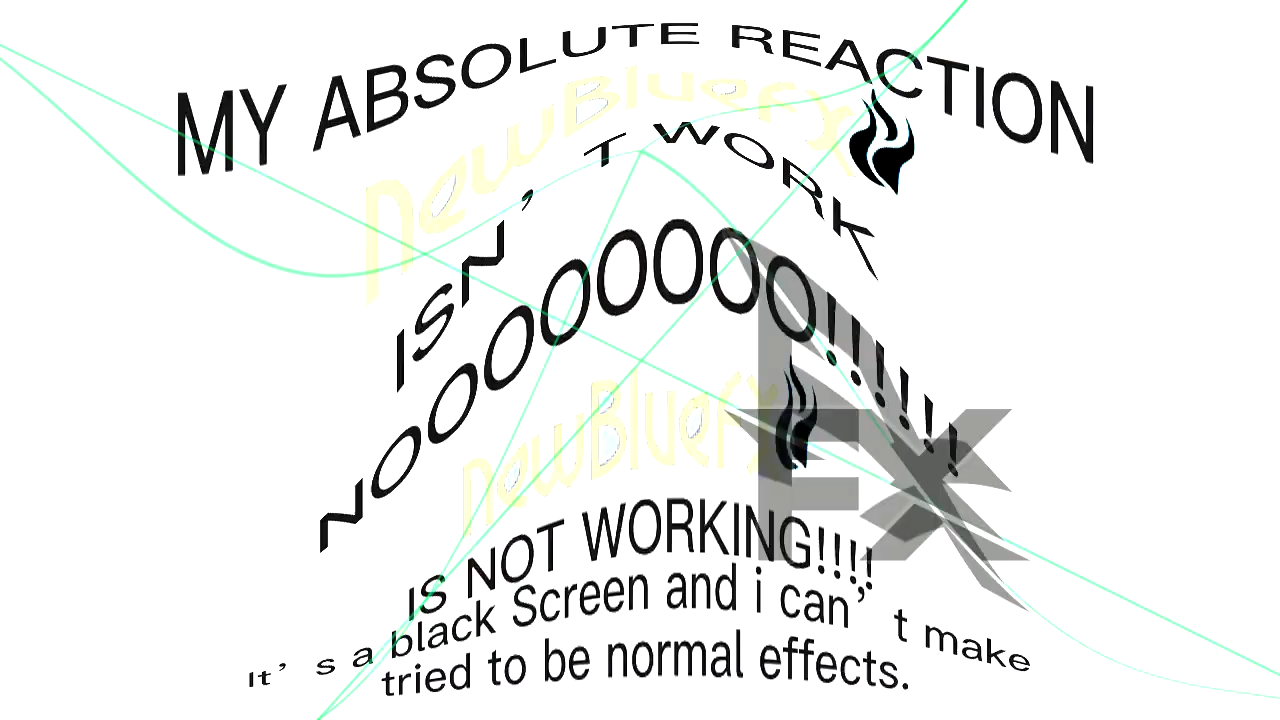 MY ABSOLUTE REACTION
newBlueFX
ISN’T WORK
NOOOOOOOOO!!!!!!
newBlueFX
FX
IS NOT WORKING!!!!
It’s a black Screen and i can’t make
tried to be normal effects.